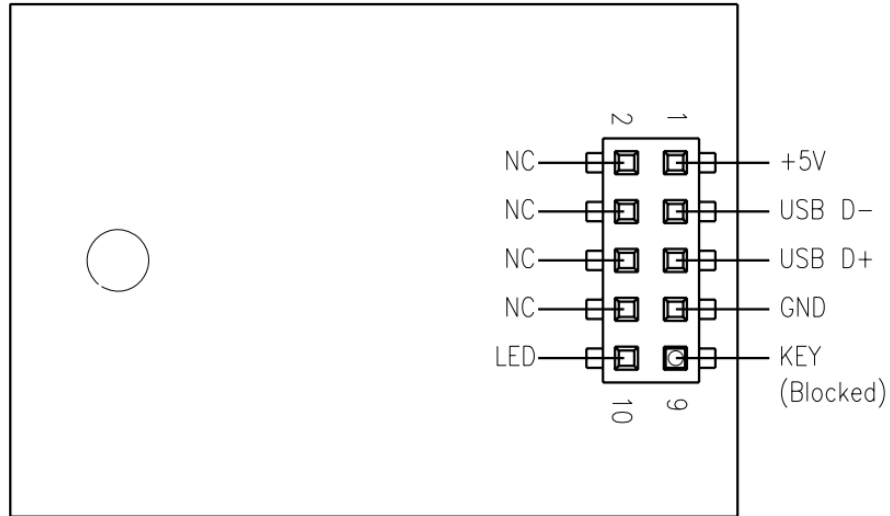 2 1
NC +5V
NC USB D-
NC USB D+
NC GND
LED KEY
(Blocked)
10 9